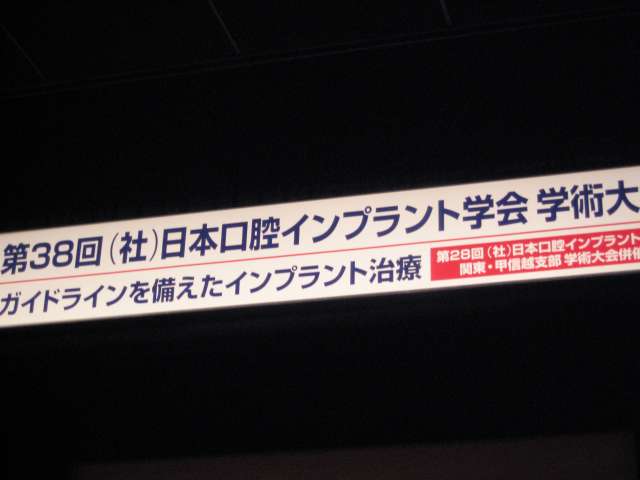 第38回(社)日本口腔インプラント学会 学術大
ガイドラインを備えたインプラント治療
第28回(社)日本口腔インプラント
関東・甲信越支部 学術大会併催